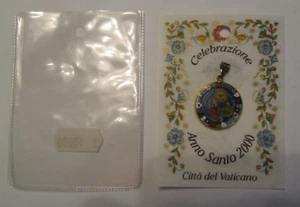 Celebrazione
Anno Santo 2000
Città del Vaticano